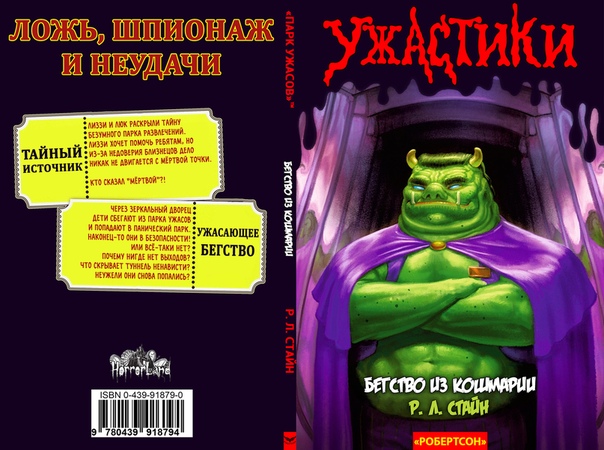 ЛОЖЬ, ШПИОНАЖ
И НЕУДАЧИ
ТАЙНЫЙ
ИСТОЧНИК
ЛИЗЗИ И ЛЮК РАСКРЫЛИ ТАЙНУ
БЕЗУМНОГО ПАРКА РАЗВЛЕЧЕНИЙ.
ЛИЗЗИ ХОЧЕТ ПОМОЧЬ РЕБЯТАМ, НО
ИЗ-ЗА НЕДОВЕРИЯ БЛИЗНЕЦОВ ДЕЛО
НИКАК НЕ ДВИГАЕТСЯ С МЁРТВОЙ ТОЧКИ.
КТО СКАЗАЛ "МЁРТВОЙ"?!
ЧЕРЕЗ ЗЕРКАЛЬНЫЙ ДВОРЕЦ
ДЕТИ СБЕГАЮТ ИЗ ПАРКА УЖАСОВ
И ПОПАДАЮТ В ПАНИЧЕСКИЙ ПАРК.
НАКОНЕЦ-ТО ОНИ В БЕЗОПАСНОСТИ!
ИЛИ ВСЁ-ТАКИ НЕТ?
ПОЧЕМУ НИГДЕ НЕТ ВЫХОДОВ?
ЧТО СКРЫВАЕТ ТУННЕЛЬ НЕНАВИСТИ?
НЕУЖЕЛИ ОНИ СНОВА ПОПАЛИСЬ?
УЖАСАЮЩЕЕ
БЕГСТВО
HorrorLand
ISBN 0-439-91879-0
9 780439 918794
«ПАРК УЖАСОВ»™
БЕГСТВО ИЗ КОШМАРИИ
Р. Л. СТАЙН
УЖАСТИКИ
БЕГСТВО ИЗ КОШМАРИИ
Р. Л. СТАЙН
«РОБЕРТСОН»